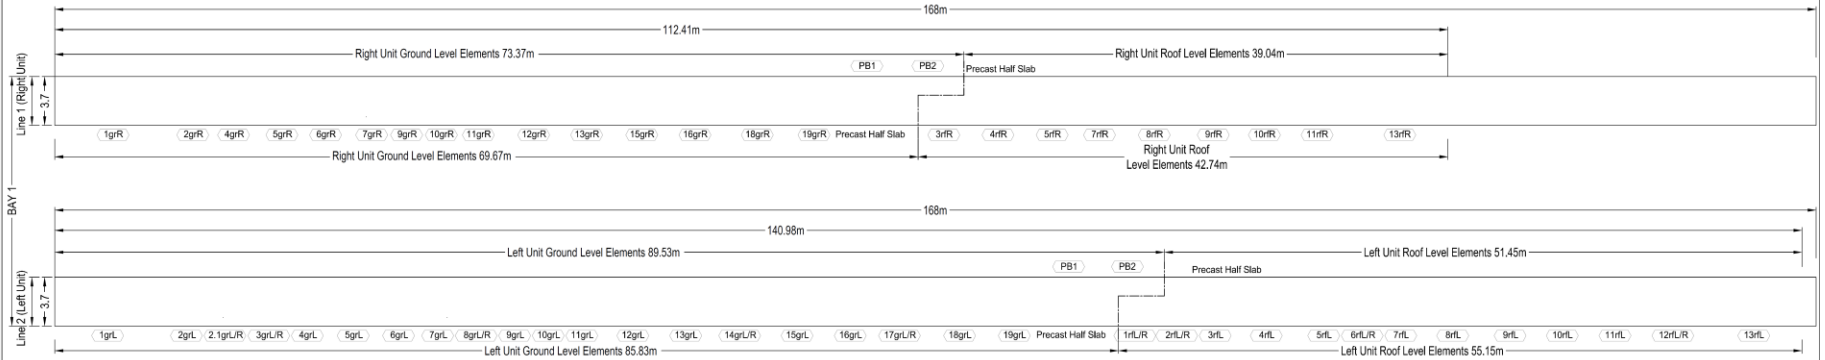 168m
112.41m
Right Unit Ground Level Elements 73.37m
Right Unit Roof Level Elements 39.04m
PB1
PB2
Precast Half Slab
BAY 1
Line 1 (Right Unit)
3.7
1grR
2grR
4grR
5grR
6grR
7grR
9grR
10grR
11grR
12grR
13grR
15grR
16grR
18grR
19grR
Precast Half Slab
3rfR
4rfR
5rfR
7rfR
8rfR
9rfR
10rfR
11rfR
13rfR
Right Unit Ground Level Elements 69.67m
Right Unit Roof
Level Elements 42.74m
168m
140.98m
Left Unit Ground Level Elements 89.53m
Left Unit Roof Level Elements 51.45m
PB1
PB2
Precast Half Slab
Line 2 (Left Unit)
3.7
1grL
2grL
2.1grL/R
3grL/R
4grL
5grL
6grL
7grL
8grL/R
9grL
10grL
11grL
12grL
13grL
14grL/R
15grL
16grL
17grL/R
18grL
19grL
Precast Half Slab
1rfL/R
2rfL/R
3rfL
4rfL
5rfL
6rfL/R
7rfL
8rfL
9rfL
10rfL
11rfL
12rfL/R
13rfL
Left Unit Ground Level Elements 85.83m
Left Unit Roof Level Elements 55.15m